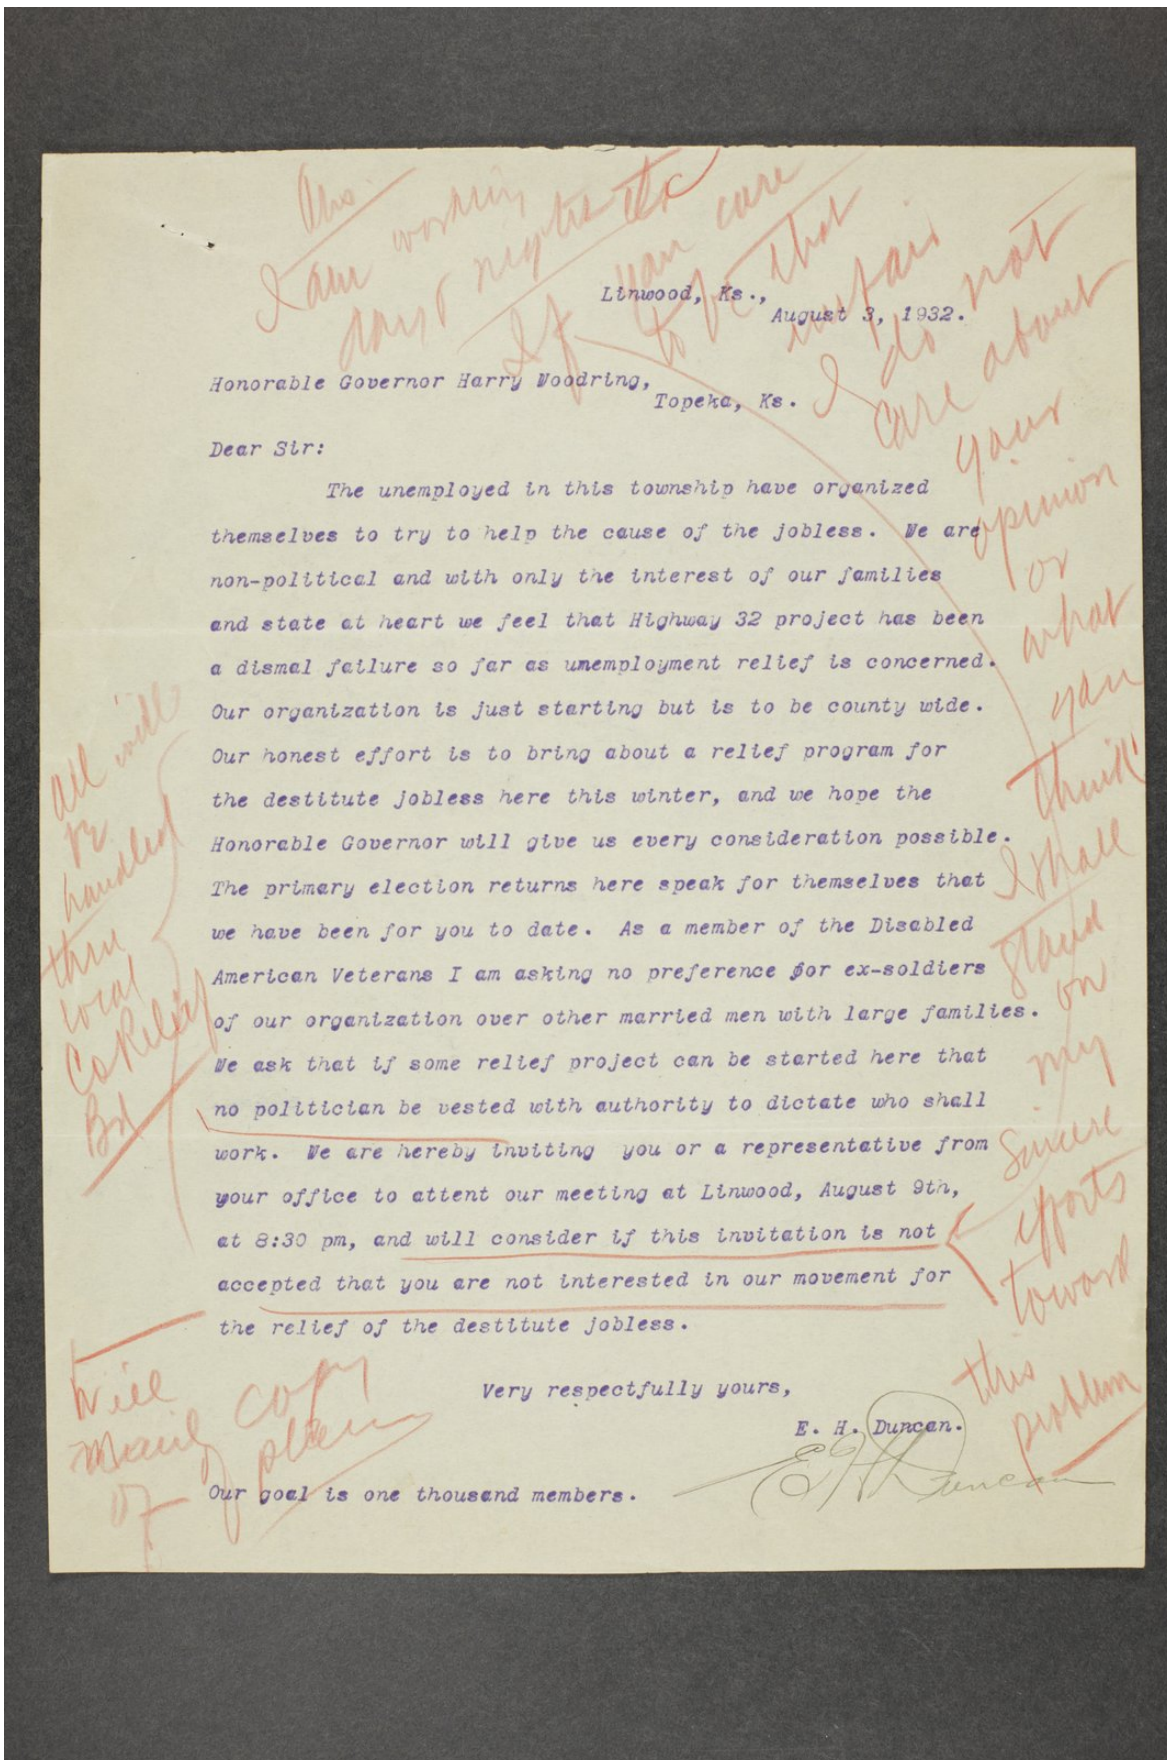 Ans.
I am working
days & nights etc
If you care
to be that
unfair
I do not
care about
your
opinion
or
what
you
think
I shall
stand
on
my
sincere
efforts
toward
this
problem
Linwood, Ks.,
August 3, 1932.
Honorable Governor Harry Woodring,
Topeka, Ks.
Dear Sir:
The unemployed in this township have organized
themselves to try to help the cause of the jobless. We are
non-political and with only the interest of our families
and state at heart we feel that Highway 32 project has been
a dismal failure so far as unemployment relief is concerned.
Our organization is just starting but is to be county wide.
Our honest effort is to bring about a relief program for
the destitute jobless here this winter, and we hope the
Honorable Governor will give us every consideration possible.
The primary election returns here speak for themselves that
we have been for you to date. As a member of the Disabled
American Veterans I am asking no preference for ex-soldiers
of our organization over other married men with large families.
We ask that if some relief project can be started here that
no politician be vested with authority to dictate who shall
work. We are hereby inviting you or a representative from
your office to attent our meeting at Linwood, August 9th,
at 8:30 pm, and will consider if this invitation is not
accepted that you are not interested in our movement for
the relief of the destitute jobless.
all will
be
handled
thru
local
Co Relief
Bd
Will
mail copy
of plan
Very respectfully yours,
E. H. Duncan.
E H Duncan
Our goal is one thousand members.